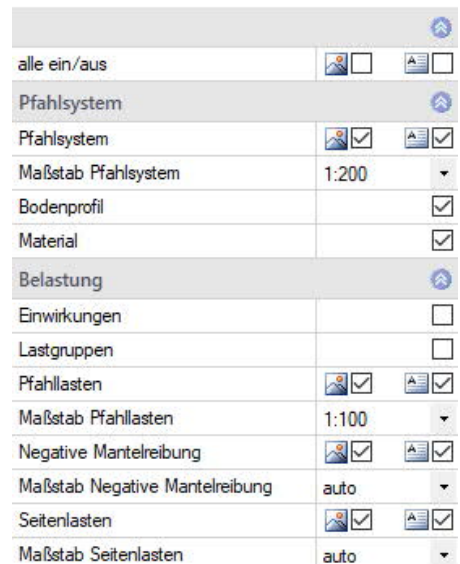 alle ein/aus
Pfahlsystem
Pfahlsystem
Maßstab Pfahlsystem 1:200
Bodenprofil
Material
Belastung
Einwirkungen
Lastgruppen
Pfahllasten
Maßstab Pfahllasten 1:100
Negative Mantelreibung
Maßstab Negative Mantelreibung auto
Seitenlasten
Maßstab Seitenlasten auto